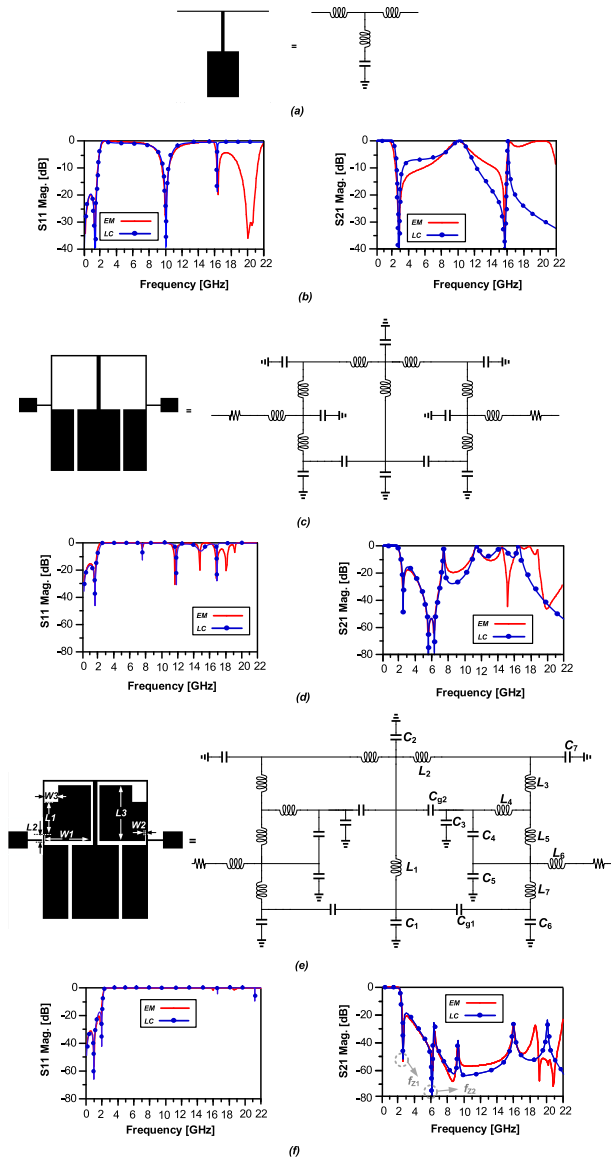 =
(a)
S11 Mag. [dB]
0
-10
-20
-30
-40
EM
LC
0 2 4 6 8 10 12 14 16 18 20 22
Frequency [GHz]
S21 Mag. [dB]
0
-10
-20
-30
-40
EM
LC
0 2 4 6 8 10 12 14 16 18 20 22
Frequency [GHz]
(b)
=
(c)
S11 Mag. [dB]
0
-20
-40
-60
-80
EM
LC
0 2 4 6 8 10 12 14 16 18 20 22
Frequency [GHz]
S21 Mag. [dB]
0
-20
-40
-60
-80
EM
LC
0 2 4 6 8 10 12 14 16 18 20 22
Frequency [GHz]
(d)
W3
L1
L2
W1
L3
W2
=
C2
C7
L2
L3
Cg2
L4
C3
C4
L5
L6
L1
C5
L7
C1
Cg1
C6
(e)
S11 Mag. [dB]
0
-20
-40
-60
-80
EM
LC
0 2 4 6 8 10 12 14 16 18 20 22
Frequency [GHz]
S21 Mag. [dB]
0
-20
-40
-60
-80
EM
LC
fZ1
fZ2
0 2 4 6 8 10 12 14 16 18 20 22
Frequency [GHz]
(f)